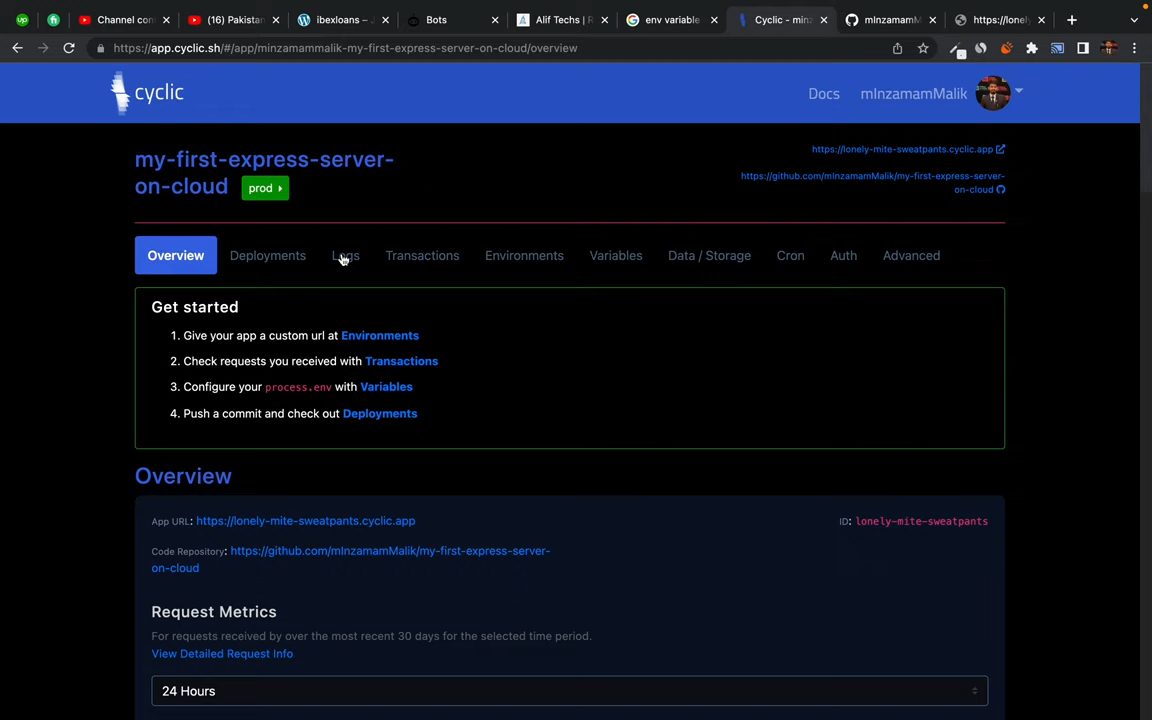 up
fi
Channel con
(16) Pakistan
ibexloans – J
Bots
Alif Techs | R
env variable
Cyclic - minz
mInzamamM
https://lonely
https://app.cyclic.sh/#/app/minzamammalik-my-first-express-server-on-cloud/overview
cyclic
Docs
mInzamamMalik
my-first-express-server-
on-cloud
prod
https://lonely-mite-sweatpants.cyclic.app
https://github.com/mInzamamMalik/my-first-express-server-
on-cloud
Overview
Deployments
Logs
Transactions
Environments
Variables
Data / Storage
Cron
Auth
Advanced
Get started
1. Give your app a custom url at Environments
2. Check requests you received with Transactions
3. Configure your process.env with Variables
4. Push a commit and check out Deployments
Overview
App URL: https://lonely-mite-sweatpants.cyclic.app
ID: lonely-mite-sweatpants
Code Repository: https://github.com/mInzamamMalik/my-first-express-server-
on-cloud
Request Metrics
For requests received by over the most recent 30 days for the selected time period.
View Detailed Request Info
24 Hours